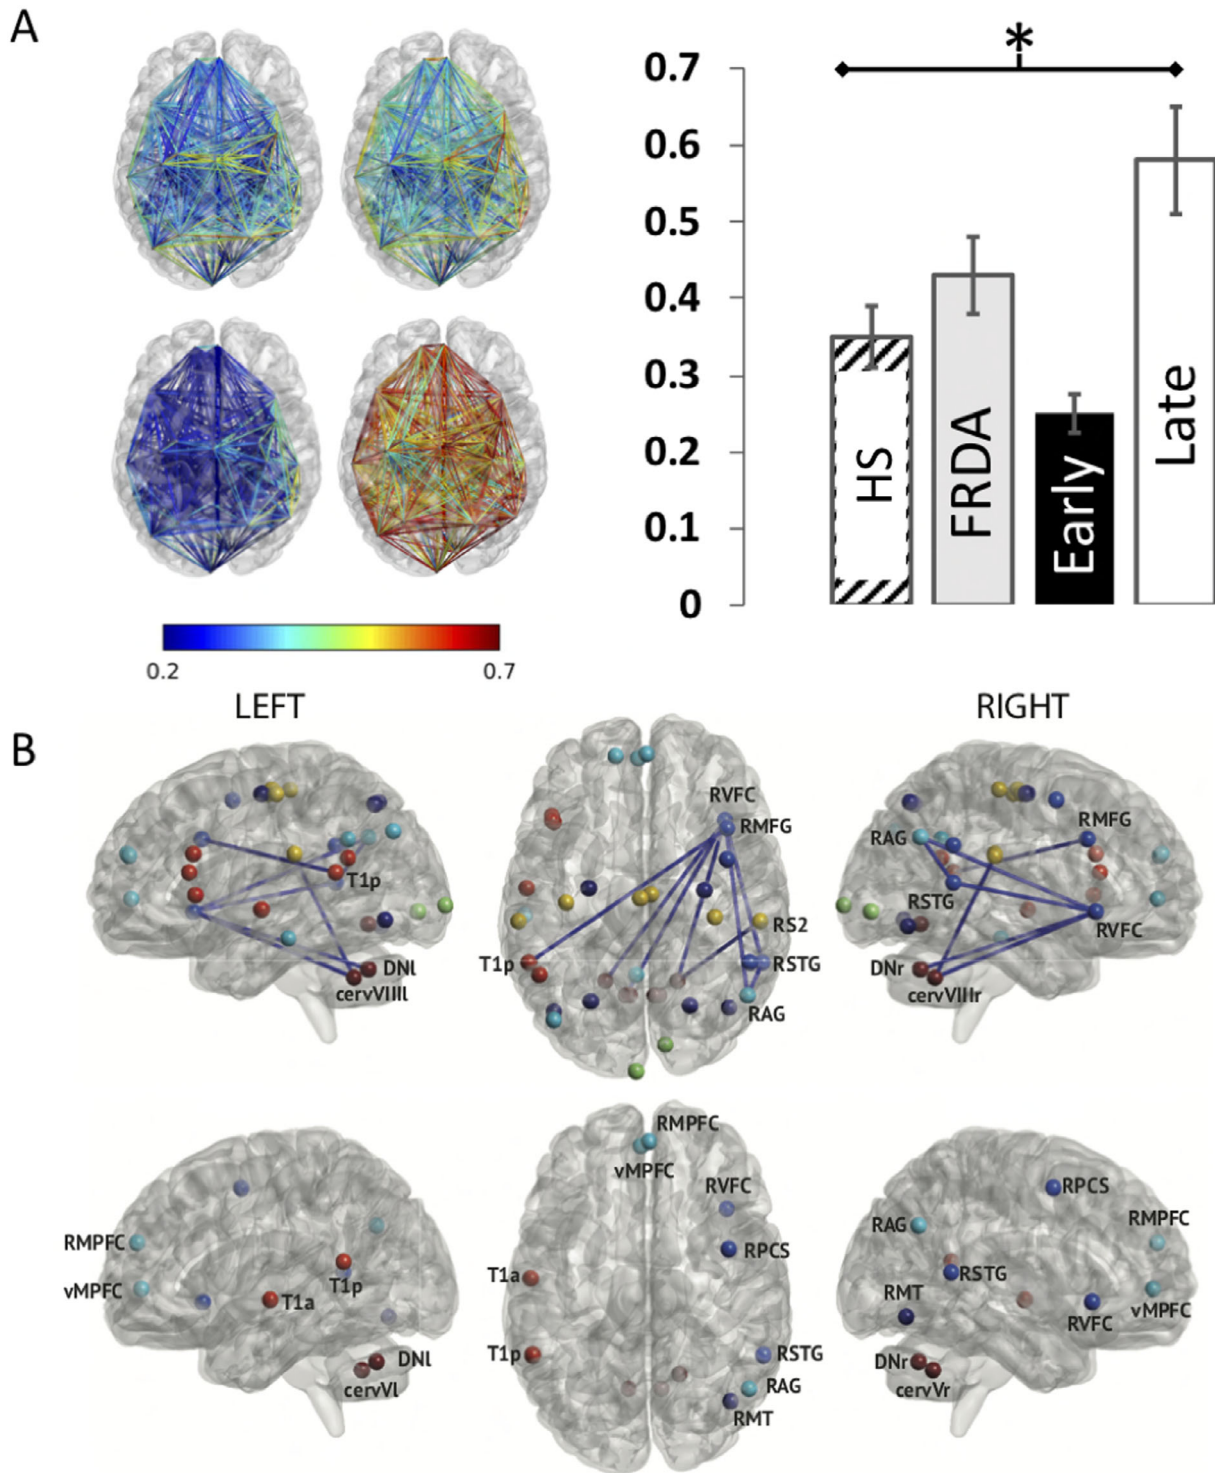 A
*
0.7
0.6
0.5
0.4
0.3
0.2
0.1
0
HS
FRDA
Early
Late
0.2
0.7
LEFT
RIGHT
B
T1p
DNl
cervVIIIl
RVFC
RMFG
RS2
T1p
RSTG
RAG
RMFG
RAG
RSTG
RVFC
DNr
cervVIIIr
RMPFC
vMPFC
T1p
T1a
DNl
cervVl
RMPFC
vMPFC
RVFC
RPCS
T1a
T1p
RSTG
RAG
RMT
RPCS
RAG
RMPFC
RSTG
RMT
vMPFC
RVFC
DNr
cervVr